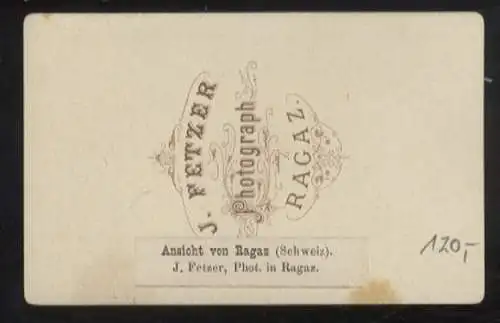 J. FETZER
Photograph
RAGAZ.
Ansicht von Ragaz (Schweiz).
J. Fetzer, Phot. in Ragaz.
120,-